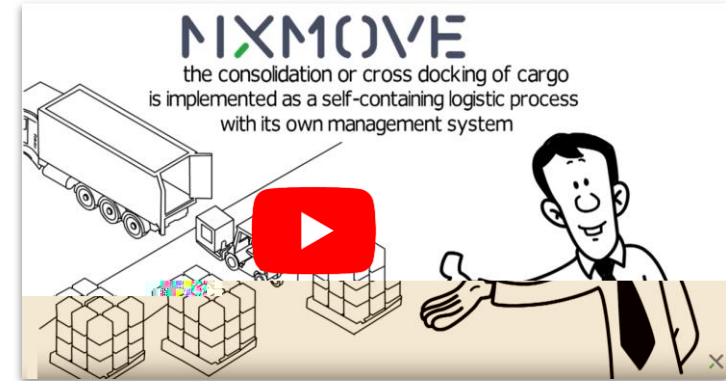 NXMOVE
the consolidation or cross docking of cargo
is implemented as a self-containing logistic process
with its own management system